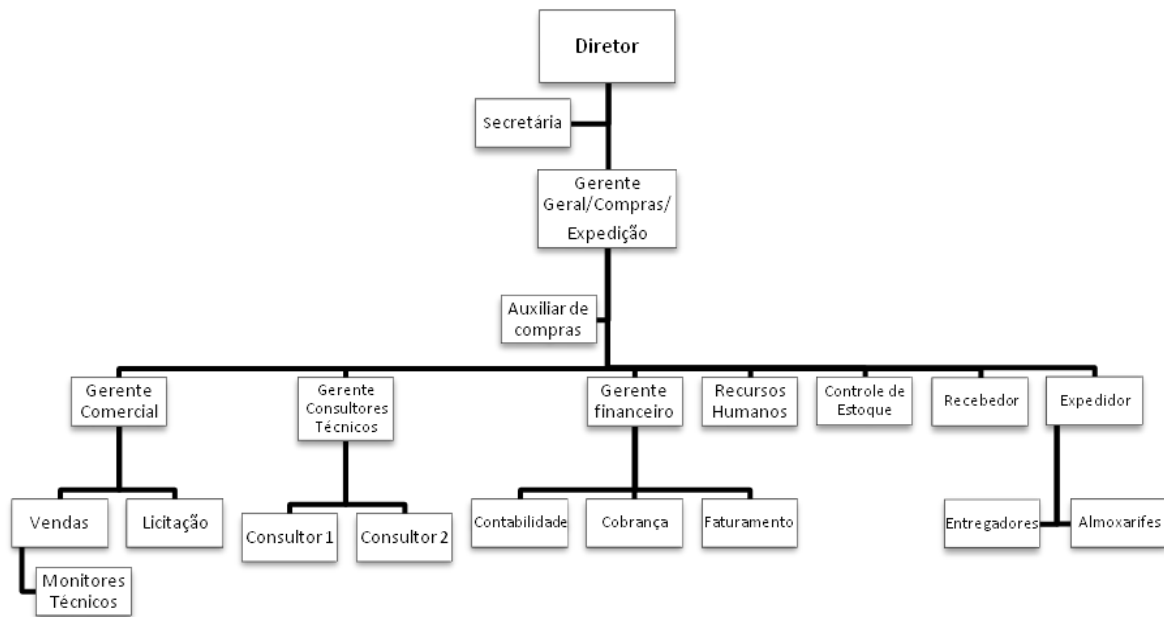 Diretor
Secretária
Gerente
Geral/Compras/
Expedição
Auxiliar de
compras
Gerente
Comercial
Gerente
Consultores
Técnicos
Gerente
financeiro
Recursos
Humanos
Controle de
Estoque
Recebedor
Expedidor
Vendas
Licitação
Consultor 1
Consultor 2
Contabilidade
Cobrança
Faturamento
Entregadores
Almoxarifes
Monitores
Técnicos